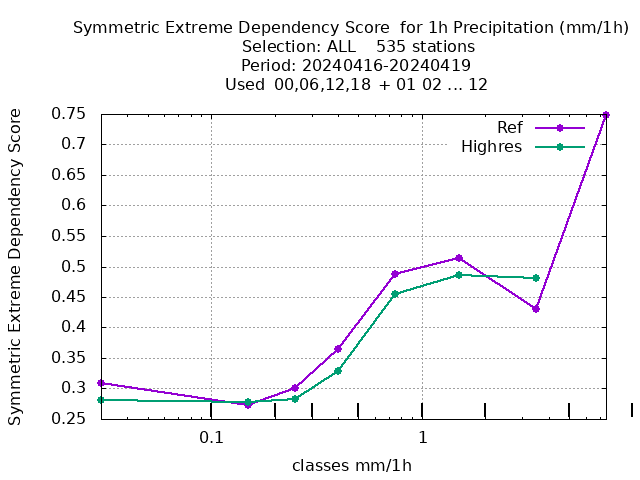 Symmetric Extreme Dependency Score for 1h Precipitation (mm/1h)
Selection: ALL 535 stations
Period: 20240416-20240419
Used 00,06,12,18 + 01 02 ... 12
Symmetric Extreme Dependency Score
0.75
0.7
0.65
0.6
0.55
0.5
0.45
0.4
0.35
0.3
0.25
Ref
Highres
0.1
1
classes mm/1h